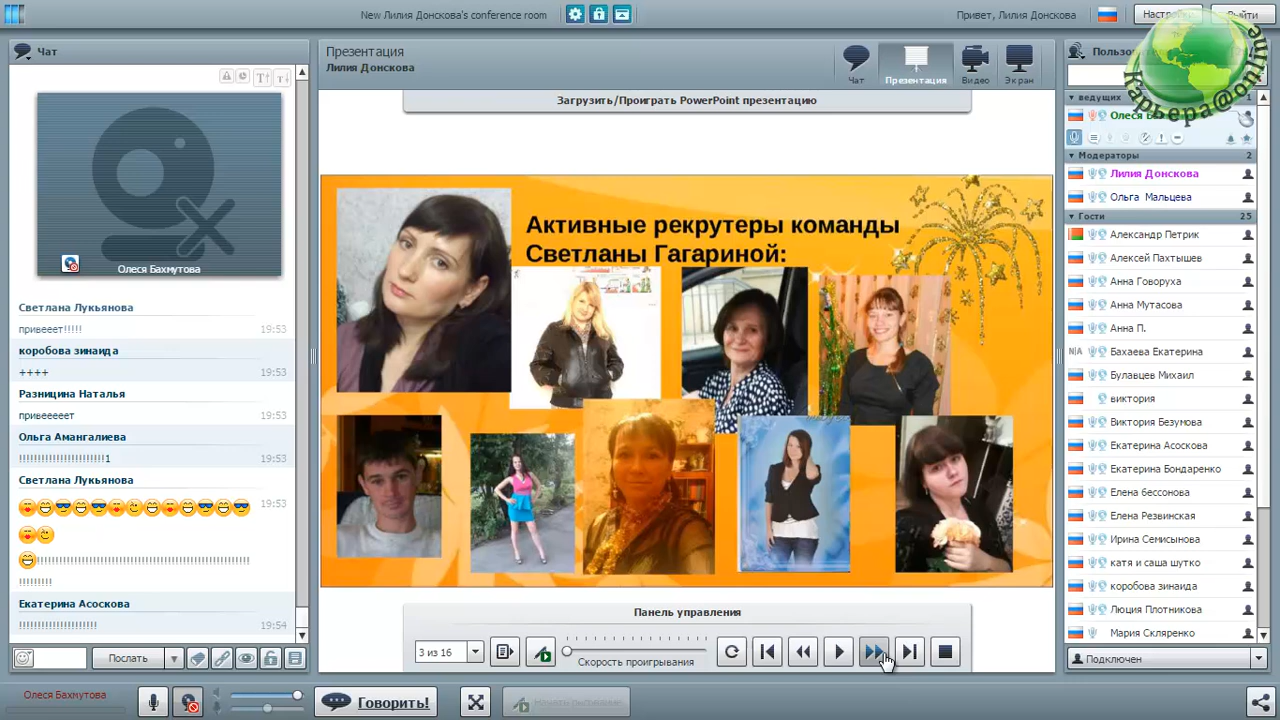 New Лилия Донскова's conference room
Привет, Лилия Донскова
Выйти
карьера@online
Чат
Олеся Бахмутова
Светлана Лукьянова
привееет!!!!!
19:53
коробова зинаида
++++
19:53
Разницина Наталья
привеееееет
19:53
Ольга Амангалиева
!!!!!!!!!!!!!!!!!!!!!!!1
19:53
Светлана Лукьянова
19:53
Екатерина Асоскова
!!!!!!!!!!!!!!!!!!!!!
19:54
Послать
Презентация
Лилия Донскова
Чат
Презентация
Видео
Экран
Загрузить/Проиграть PowerPoint презентацию
Активные рекрутеры команды
Светланы Гагариной:
Панель управления
3 из 16
Скорость проигрывания
ведущих
1
Олеся
Модераторы
2
Лилия Донскова
Ольга Мальцева
Гости
25
Александр Петрик
Алексей Пахтышев
Анна Говоруха
Анна Мутасова
Анна П.
N/A Бахаева Екатерина
Булавцев Михаил
виктория
Виктория Безумова
Екатерина Асоскова
Екатерина Бондаренко
Елена бессонова
Елена Резвинская
Ирина Семисынова
катя и саша шутко
коробова зинаида
Люция Плотникова
Мария Скляренко
Подключен
Олеся Бахмутова
Говорить!